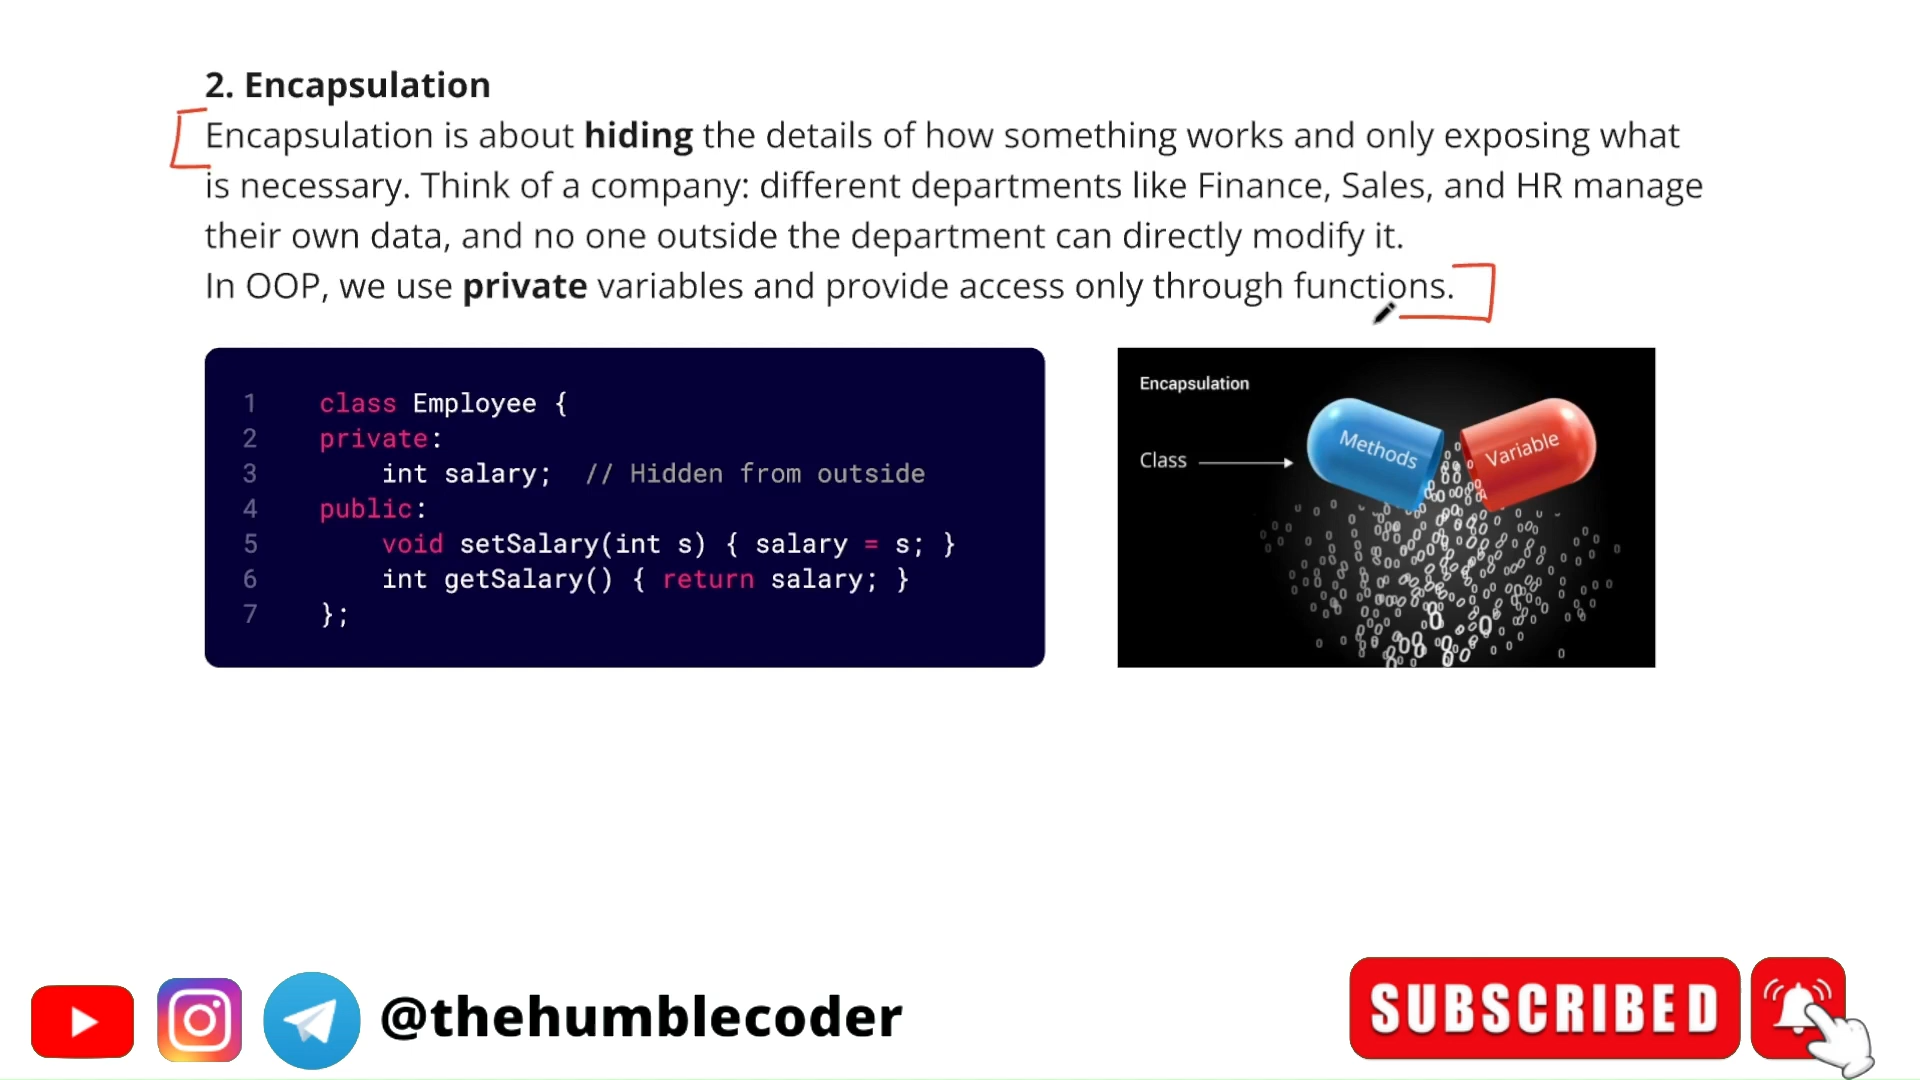 2. Encapsulation
Encapsulation is about hiding the details of how something works and only exposing what
is necessary. Think of a company: different departments like Finance, Sales, and HR manage
their own data, and no one outside the department can directly modify it.
In OOP, we use private variables and provide access only through functions.
1 class Employee {
2 private:
3 int salary; // Hidden from outside
4 public:
5 void setSalary(int s) { salary = s; }
6 int getSalary() { return salary; }
7 };
Encapsulation
Class
Methods
Variable
@thehumblecoder
SUBSCRIBED